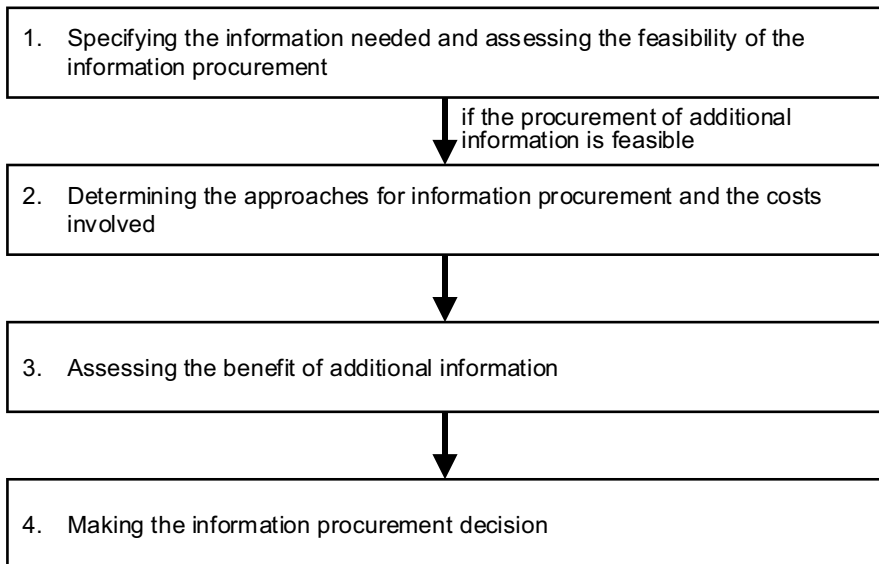 1. Specifying the information needed and assessing the feasibility of the
information procurement
if the procurement of additional
information is feasible
2. Determining the approaches for information procurement and the costs
involved
3. Assessing the benefit of additional information
4. Making the information procurement decision